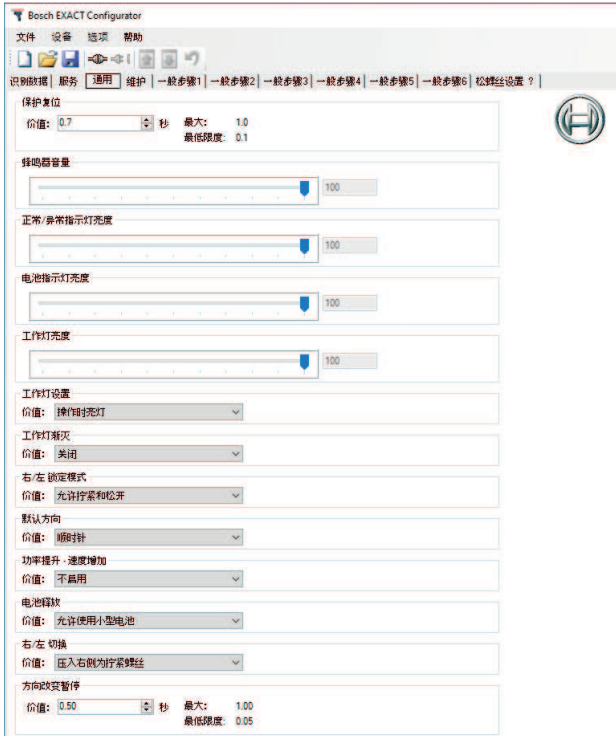 Bosch EXACT Configurator
文件 设备 选项 帮助
识别数据 服务 通用 维护 一般步骤1 一般步骤2 一般步骤3 一般步骤4 一般步骤5 一般步骤6 松螺丝设置 ?
保护复位
价值: 0.7 秒 最大: 1.0
最低限度: 0.1
蜂鸣器音量
100
正常/异常指示灯亮度
100
电池指示灯亮度
100
工作灯亮度
100
工作灯设置
价值: 操作时亮灯
工作灯渐灭
价值: 关闭
右/左 锁定模式
价值: 允许拧紧和松开
默认方向
价值: 顺时针
功率提升 - 速度增加
价值: 不启用
电池释放
价值: 允许使用小型电池
右/左 切换
价值: 压入右侧为拧紧螺丝
方向改变暂停
价值: 0.50 秒 最大: 1.00
最低限度: 0.05